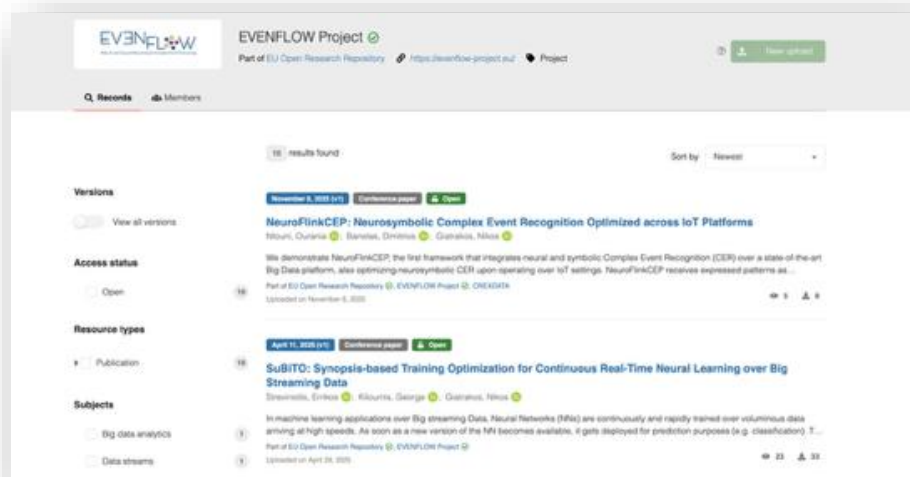 EVENFLOW
EVENFLOW Project
Part of EU Open Research Repository https://evenflow-project.eu/ Project
New upload
Records Members
16 results found
Sort by Newest
Versions
View all versions
Access status
Open 16
Resource types
Publication 16
Subjects
Big data analytics 1
Data streams 1
November 6, 2025 (v1) Conference paper Open
NeuroFlinkCEP: Neurosymbolic Complex Event Recognition Optimized across IoT Platforms
Ntouni, Ourania; Banelas, Dimitrios; Giatrakos, Nikos
We demonstrate NeuroFlinkCEP, the first framework that integrates neural and symbolic Complex Event Recognition (CER) over a state-of-the-art
Big Data platform, also optimizing neurosymbolic CER upon operating over IoT settings. NeuroFlinkCEP receives expressed patterns as...
Part of EU Open Research Repository, EVENFLOW Project, CREXDATA
Uploaded on November 6, 2025
5
April 11, 2025 (v1) Conference paper Open
SuBiTO: Synopsis-based Training Optimization for Continuous Real-Time Neural Learning over Big
Streaming Data
Streviniotis, Errikos; Klioumis, George; Giatrakos, Nikos
In machine learning applications over Big streaming Data, Neural Networks (NNs) are continuously and rapidly trained over voluminous data
arriving at high speeds. As soon as a new version of the NN becomes available, it gets deployed for prediction purposes (e.g. classification). T...
Part of EU Open Research Repository, EVENFLOW Project
Uploaded on April 29, 2025
23 33